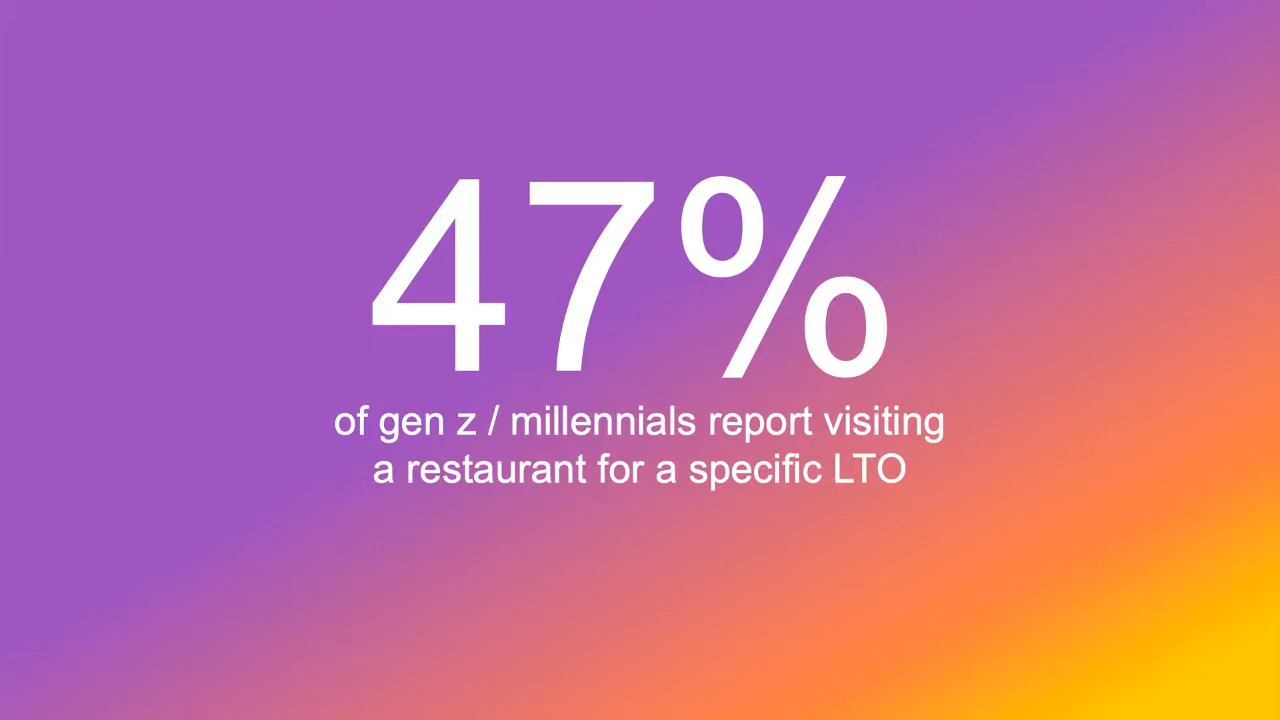 47%
of gen z / millennials report visiting
a restaurant for a specific LTO